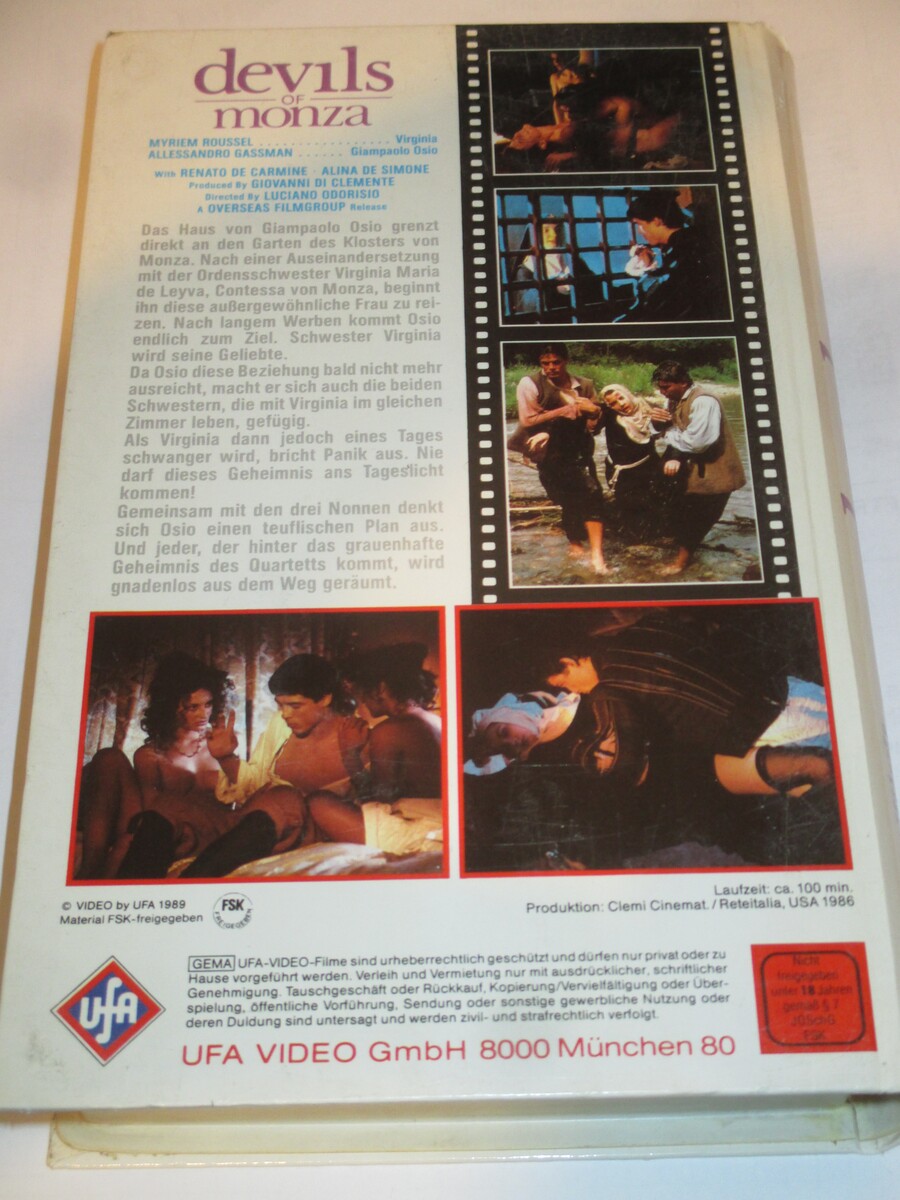 devils
OF
monza
MYRIEM ROUSSEL . . . . . . . . . . . . . . . . . . Virginia
ALLESSANDRO GASSMAN . . . . . . Giampaolo Osio
With RENATO DE CARMINE · ALINA DE SIMONE
Produced By GIOVANNI DI CLEMENTE
Directed By LUCIANO ODORISIO
A OVERSEAS FILMGROUP Release
Das Haus von Giampaolo Osio grenzt
direkt an den Garten des Klosters von
Monza. Nach einer Auseinandersetzung
mit der Ordensschwester Virginia Maria
de Leyva, Contessa von Monza, beginnt
ihn diese außergewöhnliche Frau zu rei-
zen. Nach langem Werben kommt Osio
endlich zum Ziel. Schwester Virginia
wird seine Geliebte.
Da Osio diese Beziehung bald nicht mehr
ausreicht, macht er sich auch die beiden
Schwestern, die mit Virginia im gleichen
Zimmer leben, gefügig.
Als Virginia dann jedoch eines Tages
schwanger wird, bricht Panik aus. Nie
darf dieses Geheimnis ans Tageslicht
kommen!
Gemeinsam mit den drei Nonnen denkt
sich Osio einen teuflischen Plan aus.
Und jeder, der hinter das grauenhafte
Geheimnis des Quartetts kommt, wird
gnadenlos aus dem Weg geräumt.
© VIDEO by UFA 1989
Material FSK-freigegeben
FSK
FREIGEGEBEN
Laufzeit: ca. 100 min.
Produktion: Clemi Cinemat./Reteitalia, USA 1986
GEMA UFA-VIDEO-Filme sind urheberrechtlich geschützt und dürfen nur privat oder zu
Hause vorgeführt werden. Verleih und Vermietung nur mit ausdrücklicher, schriftlicher
Genehmigung. Tauschgeschäft oder Rückkauf, Kopierung/Vervielfältigung oder Über-
spielung, öffentliche Vorführung, Sendung oder sonstige gewerbliche Nutzung oder
deren Duldung sind untersagt und werden zivil- und strafrechtlich verfolgt.
UFA
UFA VIDEO GmbH 8000 München 80
Nicht
freigegeben
unter 18 Jahren
gemäß § 7
JÖSchG
FSK